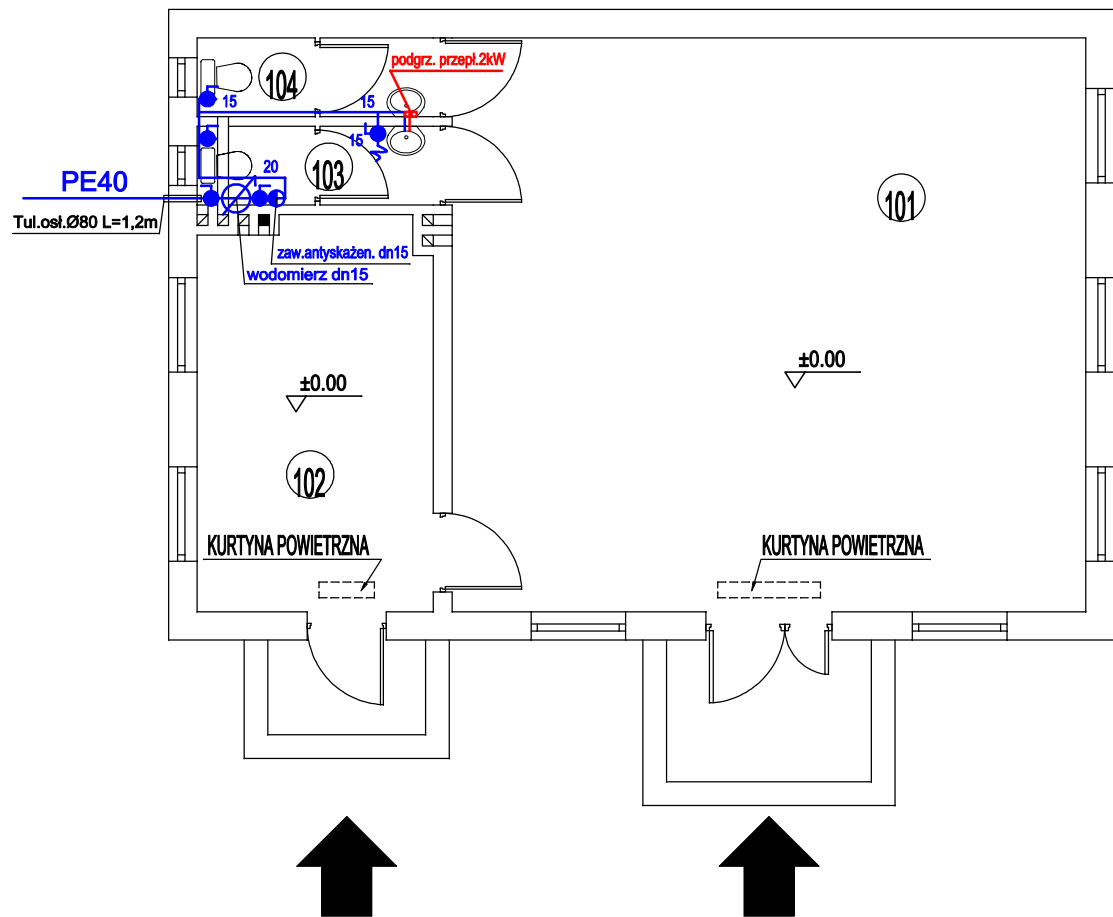 podgrz. przepł.2kW
104
15
15
15
103
20
PE40
101
Tul.osł.Ø80 L=1,2m
zaw.antyskażen. dn15
wodomierz dn15
±0.00
±0.00
102
KURTYNA POWIETRZNA
KURTYNA POWIETRZNA